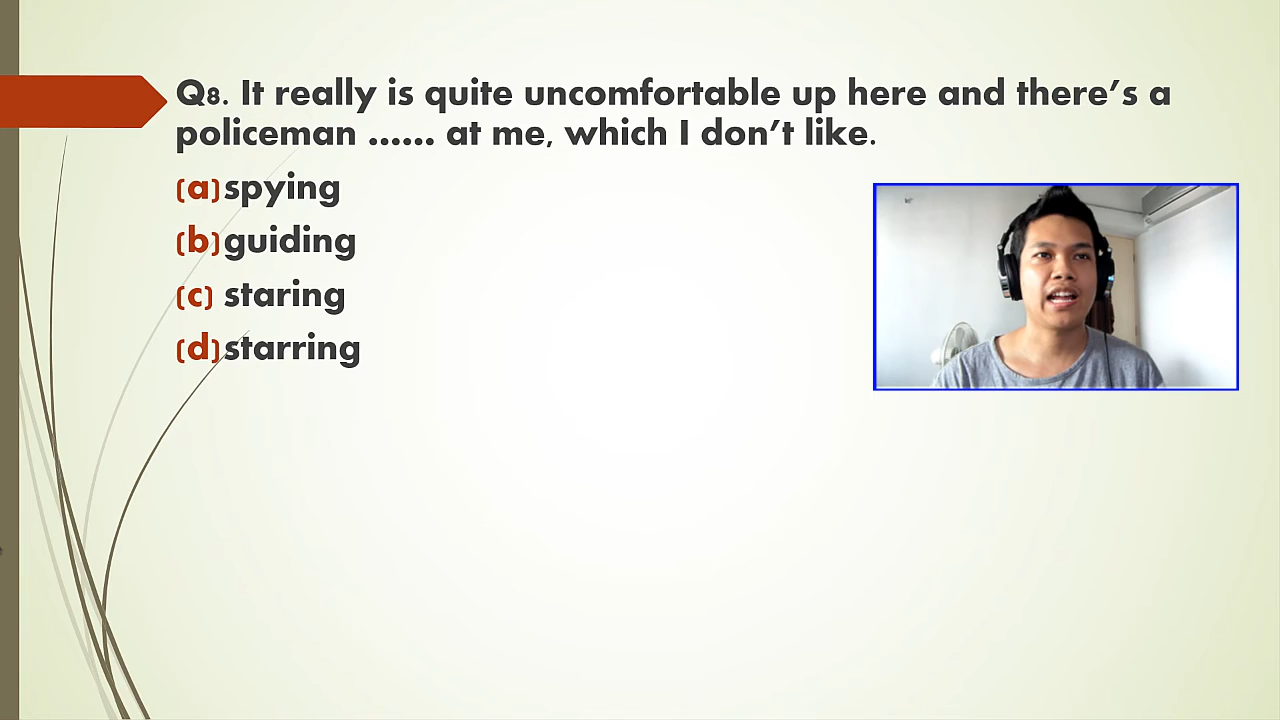 Q8. It really is quite uncomfortable up here and there’s a
policeman …… at me, which I don’t like.
(a)spying
(b)guiding
(c) staring
(d)starring